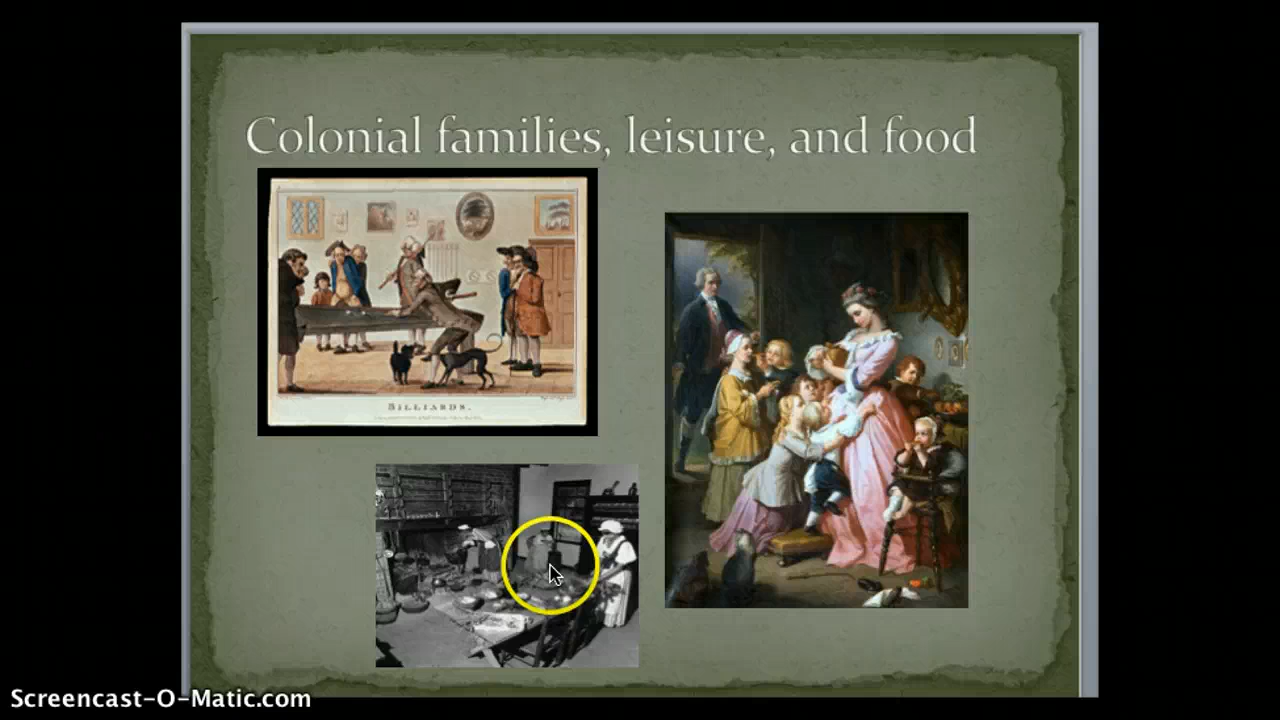 Colonial families, leisure, and food
BILLIARDS.
Screencast-O-Matic.com